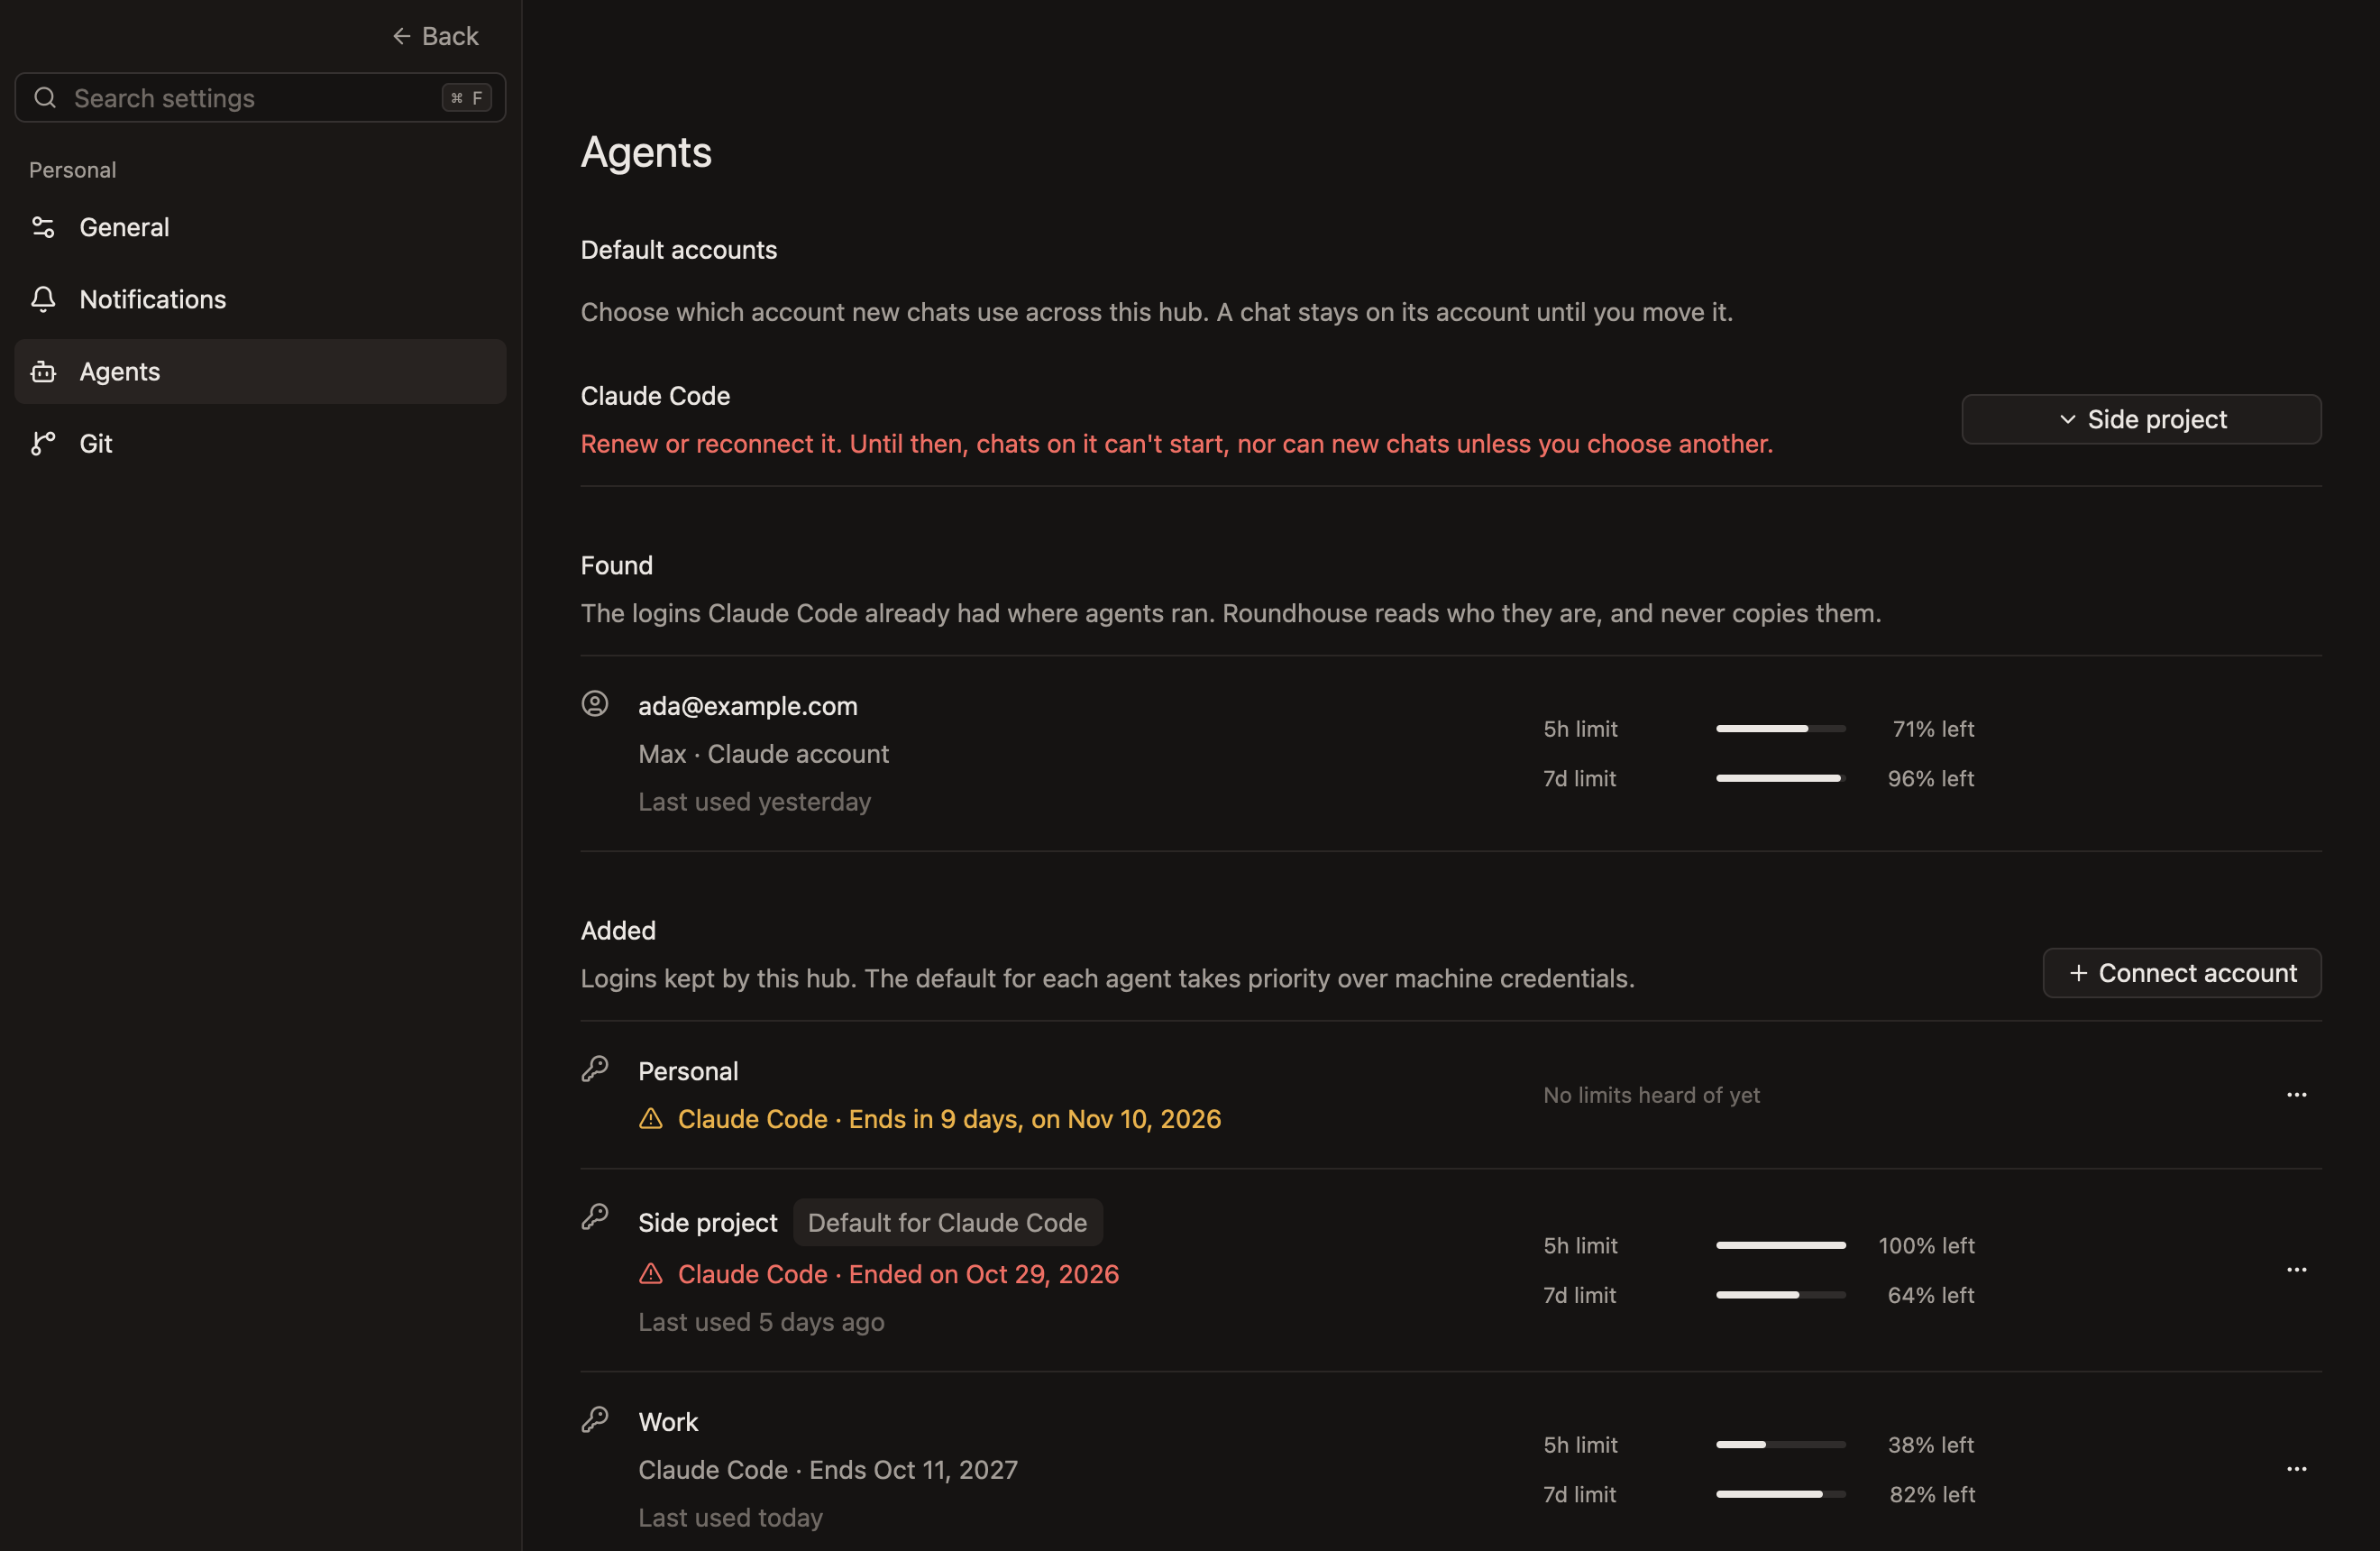 Back
Search settings
⌘ F
Personal
General
Notifications
Agents
Git
Agents
Default accounts
Choose which account new chats use across this hub. A chat stays on its account until you move it.
Claude Code
Renew or reconnect it. Until then, chats on it can't start, nor can new chats unless you choose another.
Side project
Found
The logins Claude Code already had where agents ran. Roundhouse reads who they are, and never copies them.
ada@example.com
Max · Claude account
Last used yesterday
5h limit 71% left
7d limit 96% left
Added
Logins kept by this hub. The default for each agent takes priority over machine credentials.
+ Connect account
Personal
Claude Code · Ends in 9 days, on Nov 10, 2026
No limits heard of yet
Side project Default for Claude Code
Claude Code · Ended on Oct 29, 2026
Last used 5 days ago
5h limit 100% left
7d limit 64% left
Work
Claude Code · Ends Oct 11, 2027
Last used today
5h limit 38% left
7d limit 82% left